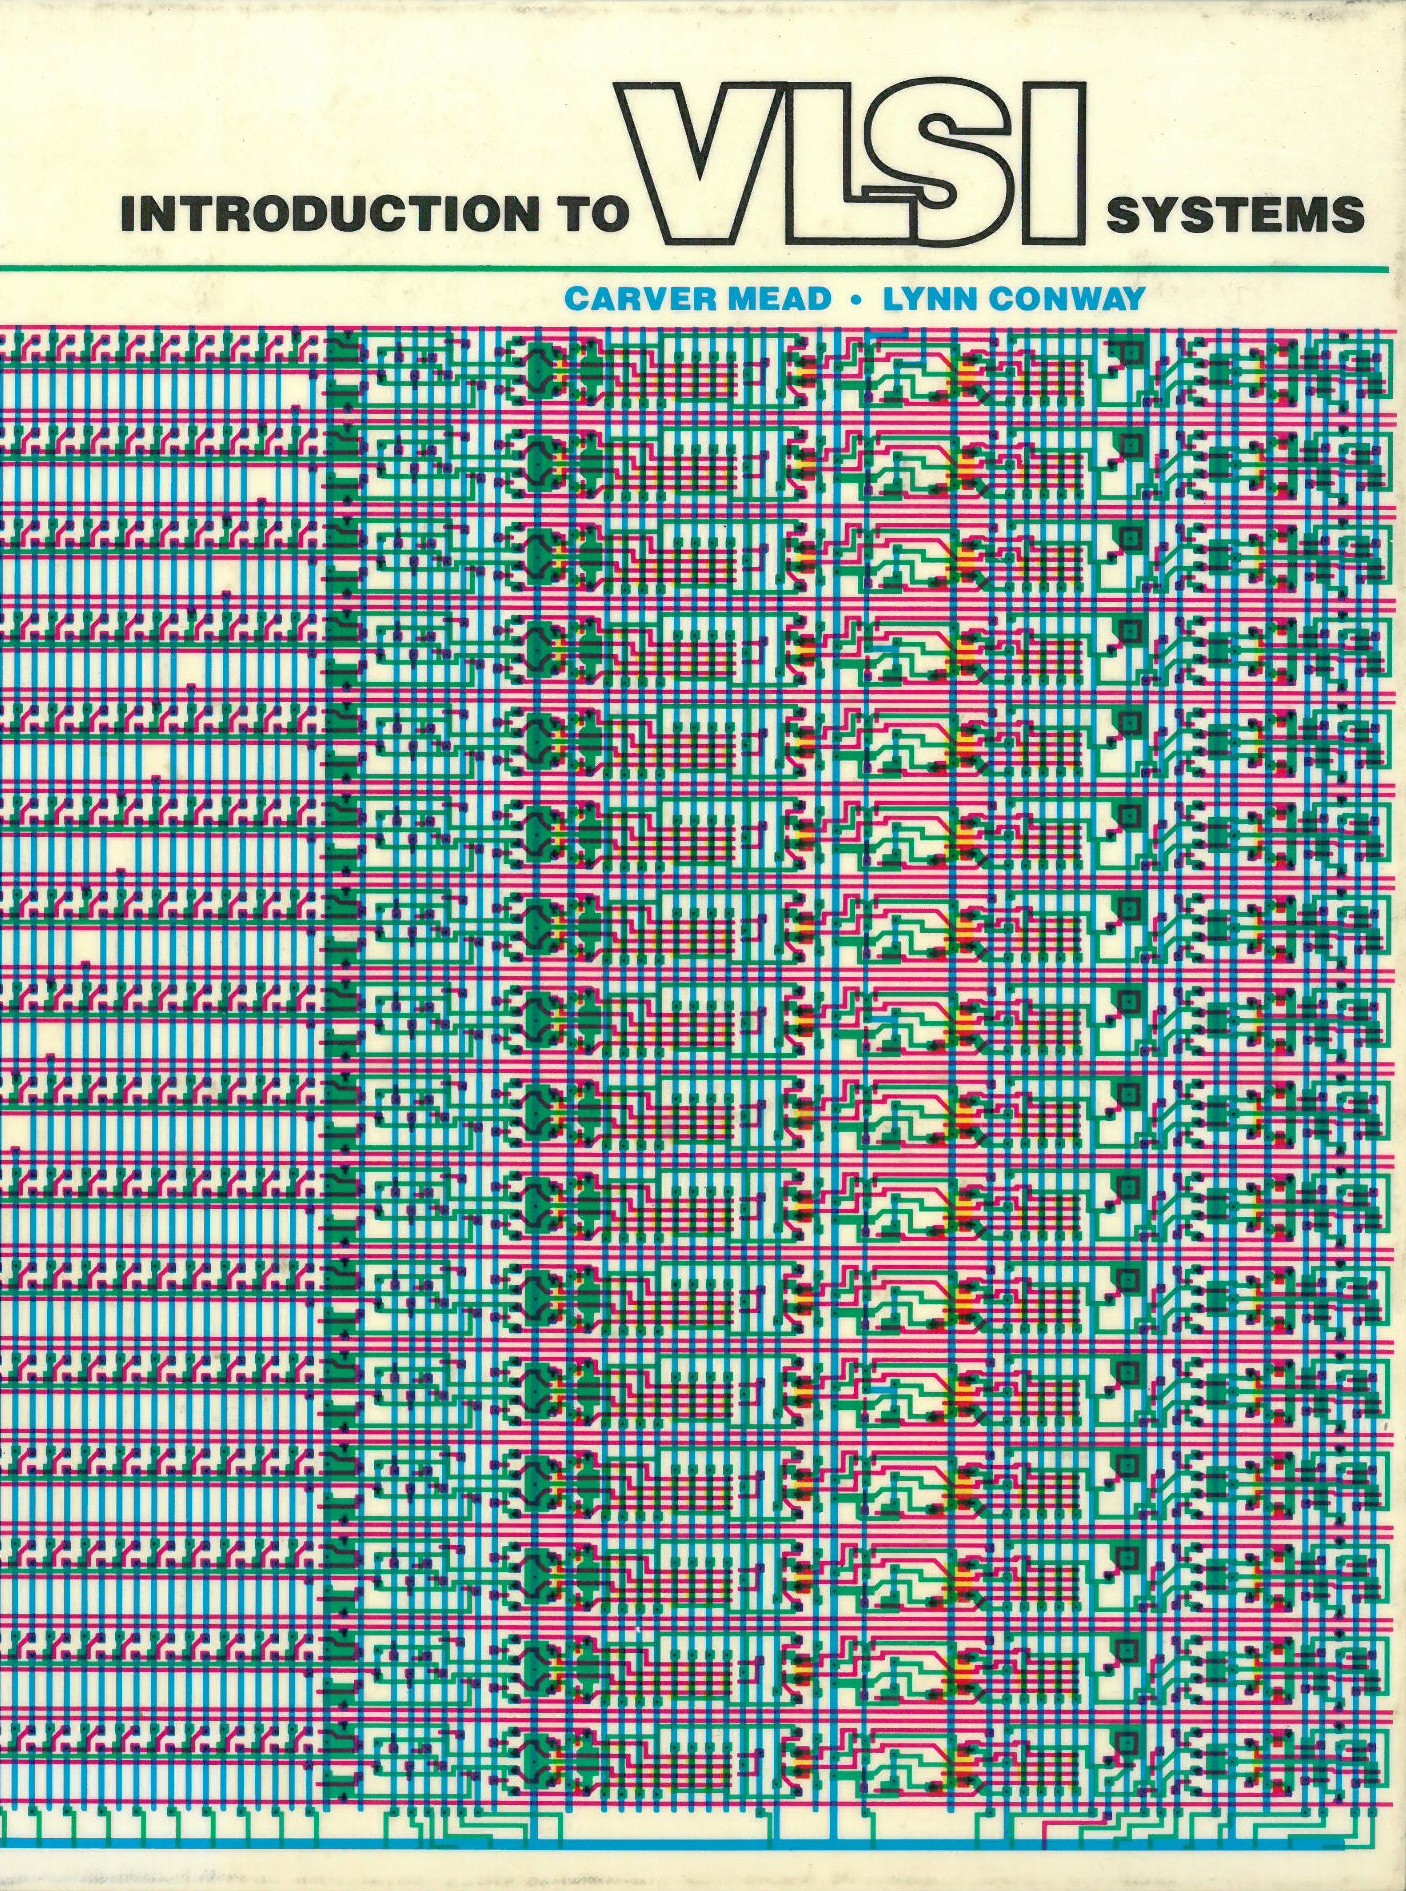 INTRODUCTION TO VLSI SYSTEMS
CARVER MEAD • LYNN CONWAY